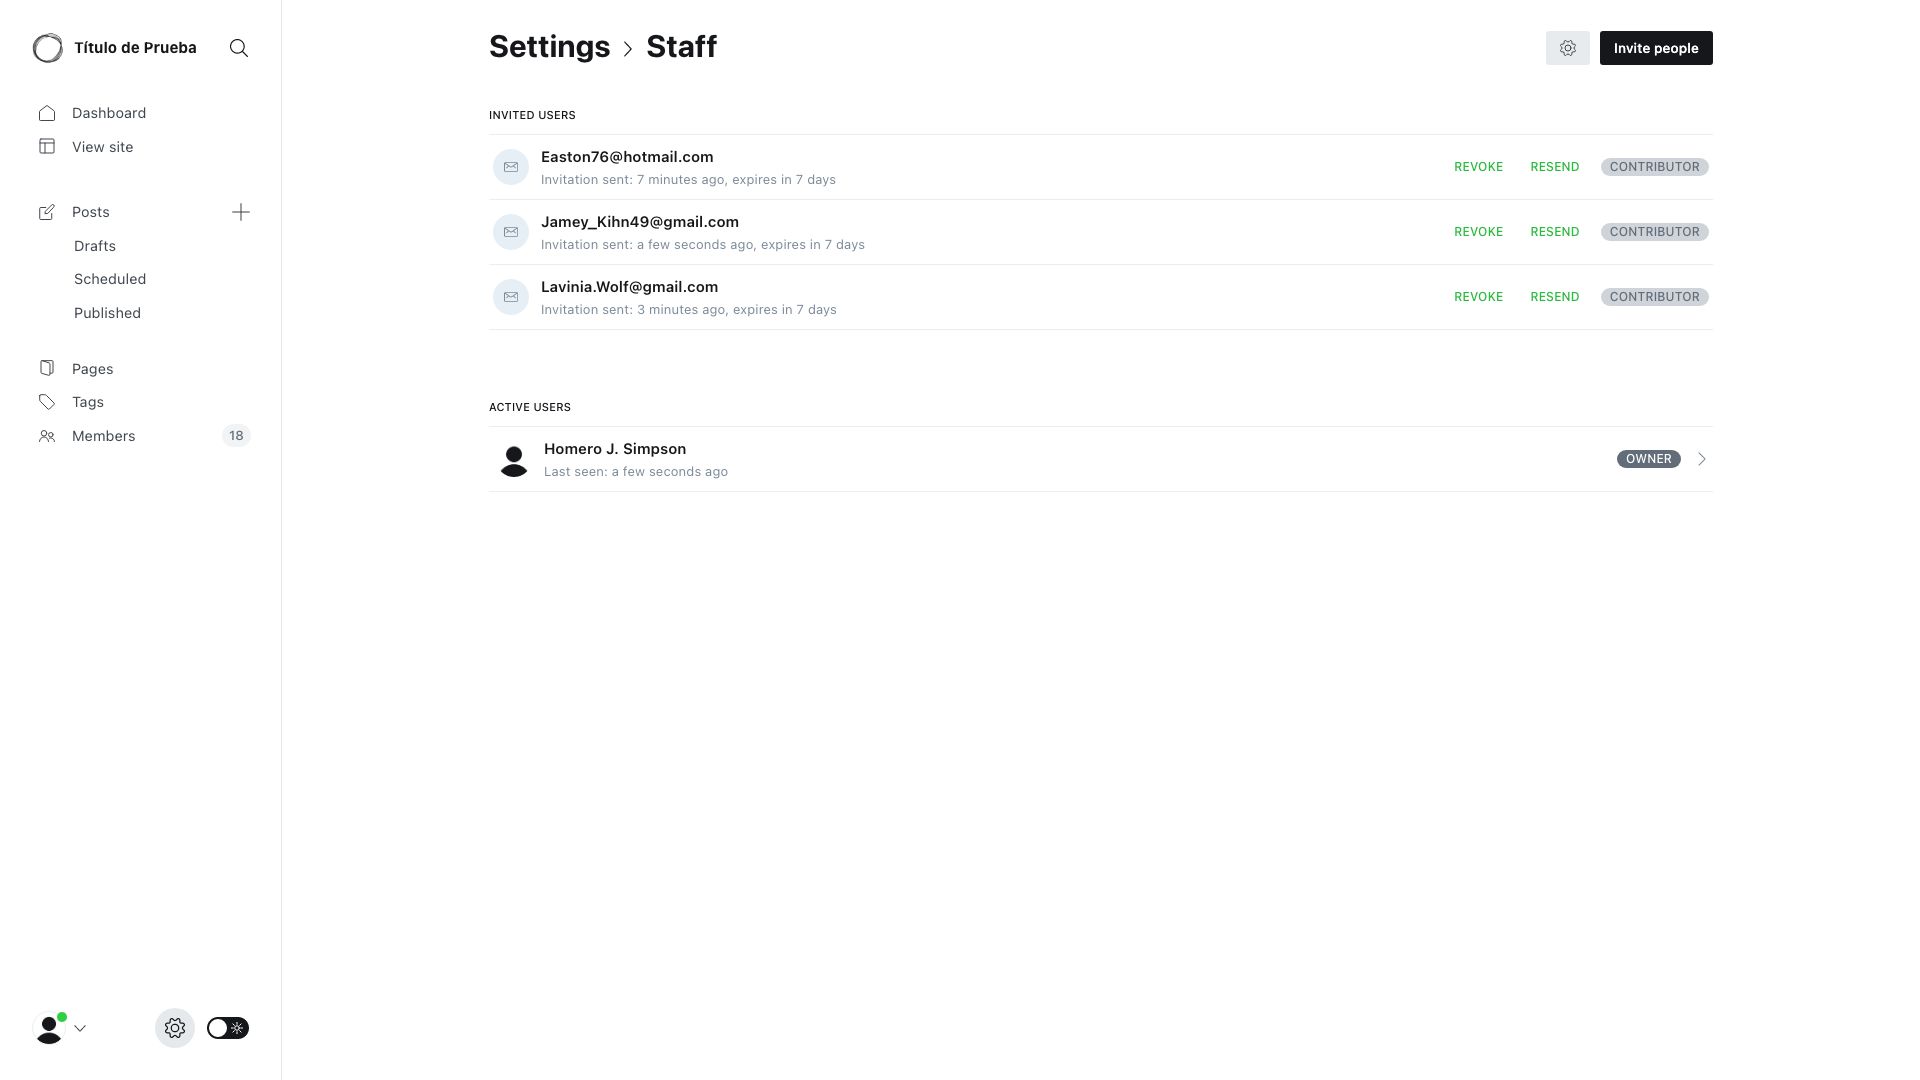 Título de Prueba
Dashboard
View site
Posts
Drafts
Scheduled
Published
Pages
Tags
Members 18
Settings Staff
Invite people
INVITED USERS
Easton76@hotmail.com
Invitation sent: 7 minutes ago, expires in 7 days
REVOKE RESEND CONTRIBUTOR
Jamey_Kihn49@gmail.com
Invitation sent: a few seconds ago, expires in 7 days
REVOKE RESEND CONTRIBUTOR
Lavinia.Wolf@gmail.com
Invitation sent: 3 minutes ago, expires in 7 days
REVOKE RESEND CONTRIBUTOR
ACTIVE USERS
Homero J. Simpson
Last seen: a few seconds ago
OWNER